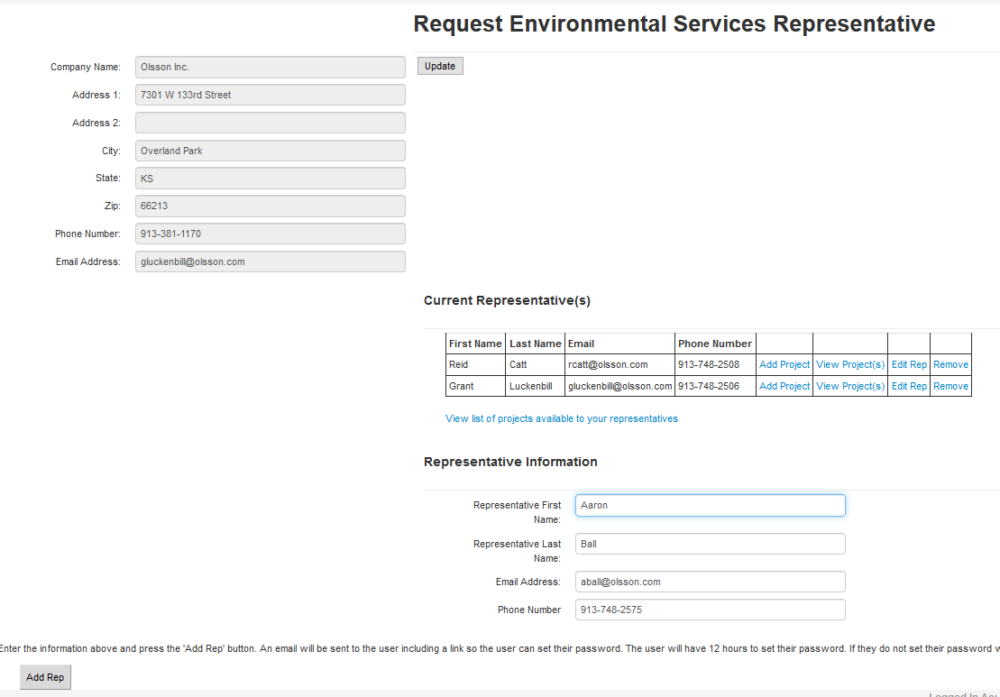 Request Environmental Services Representative
Company Name: Olsson Inc. Update
Address 1: 7301 W 133rd Street
Address 2:
City: Overland Park
State: KS
Zip: 66213
Phone Number: 913-381-1170
Email Address: gluckenbill@olsson.com
Current Representative(s)
First Name Last Name Email Phone Number
Reid Catt rcatt@olsson.com 913-748-2508 Add Project View Project(s) Edit Rep Remove
Grant Luckenbill gluckenbill@olsson.com 913-748-2506 Add Project View Project(s) Edit Rep Remove
View list of projects available to your representatives
Representative Information
Representative First Aaron
Name:
Representative Last Ball
Name:
Email Address: aball@olsson.com
Phone Number 913-748-2575
Enter the information above and press the 'Add Rep' button. An email will be sent to the user including a link so the user can set their password. The user will have 12 hours to set their password. If they do not set their password
Add Rep
Logged In